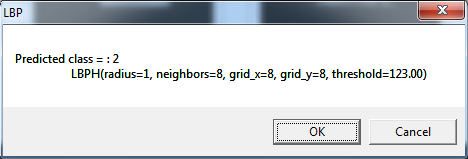 LBP
Predicted class = : 2
LBPH(radius=1, neighbors=8, grid_x=8, grid_y=8, threshold=123.00)
OK
Cancel